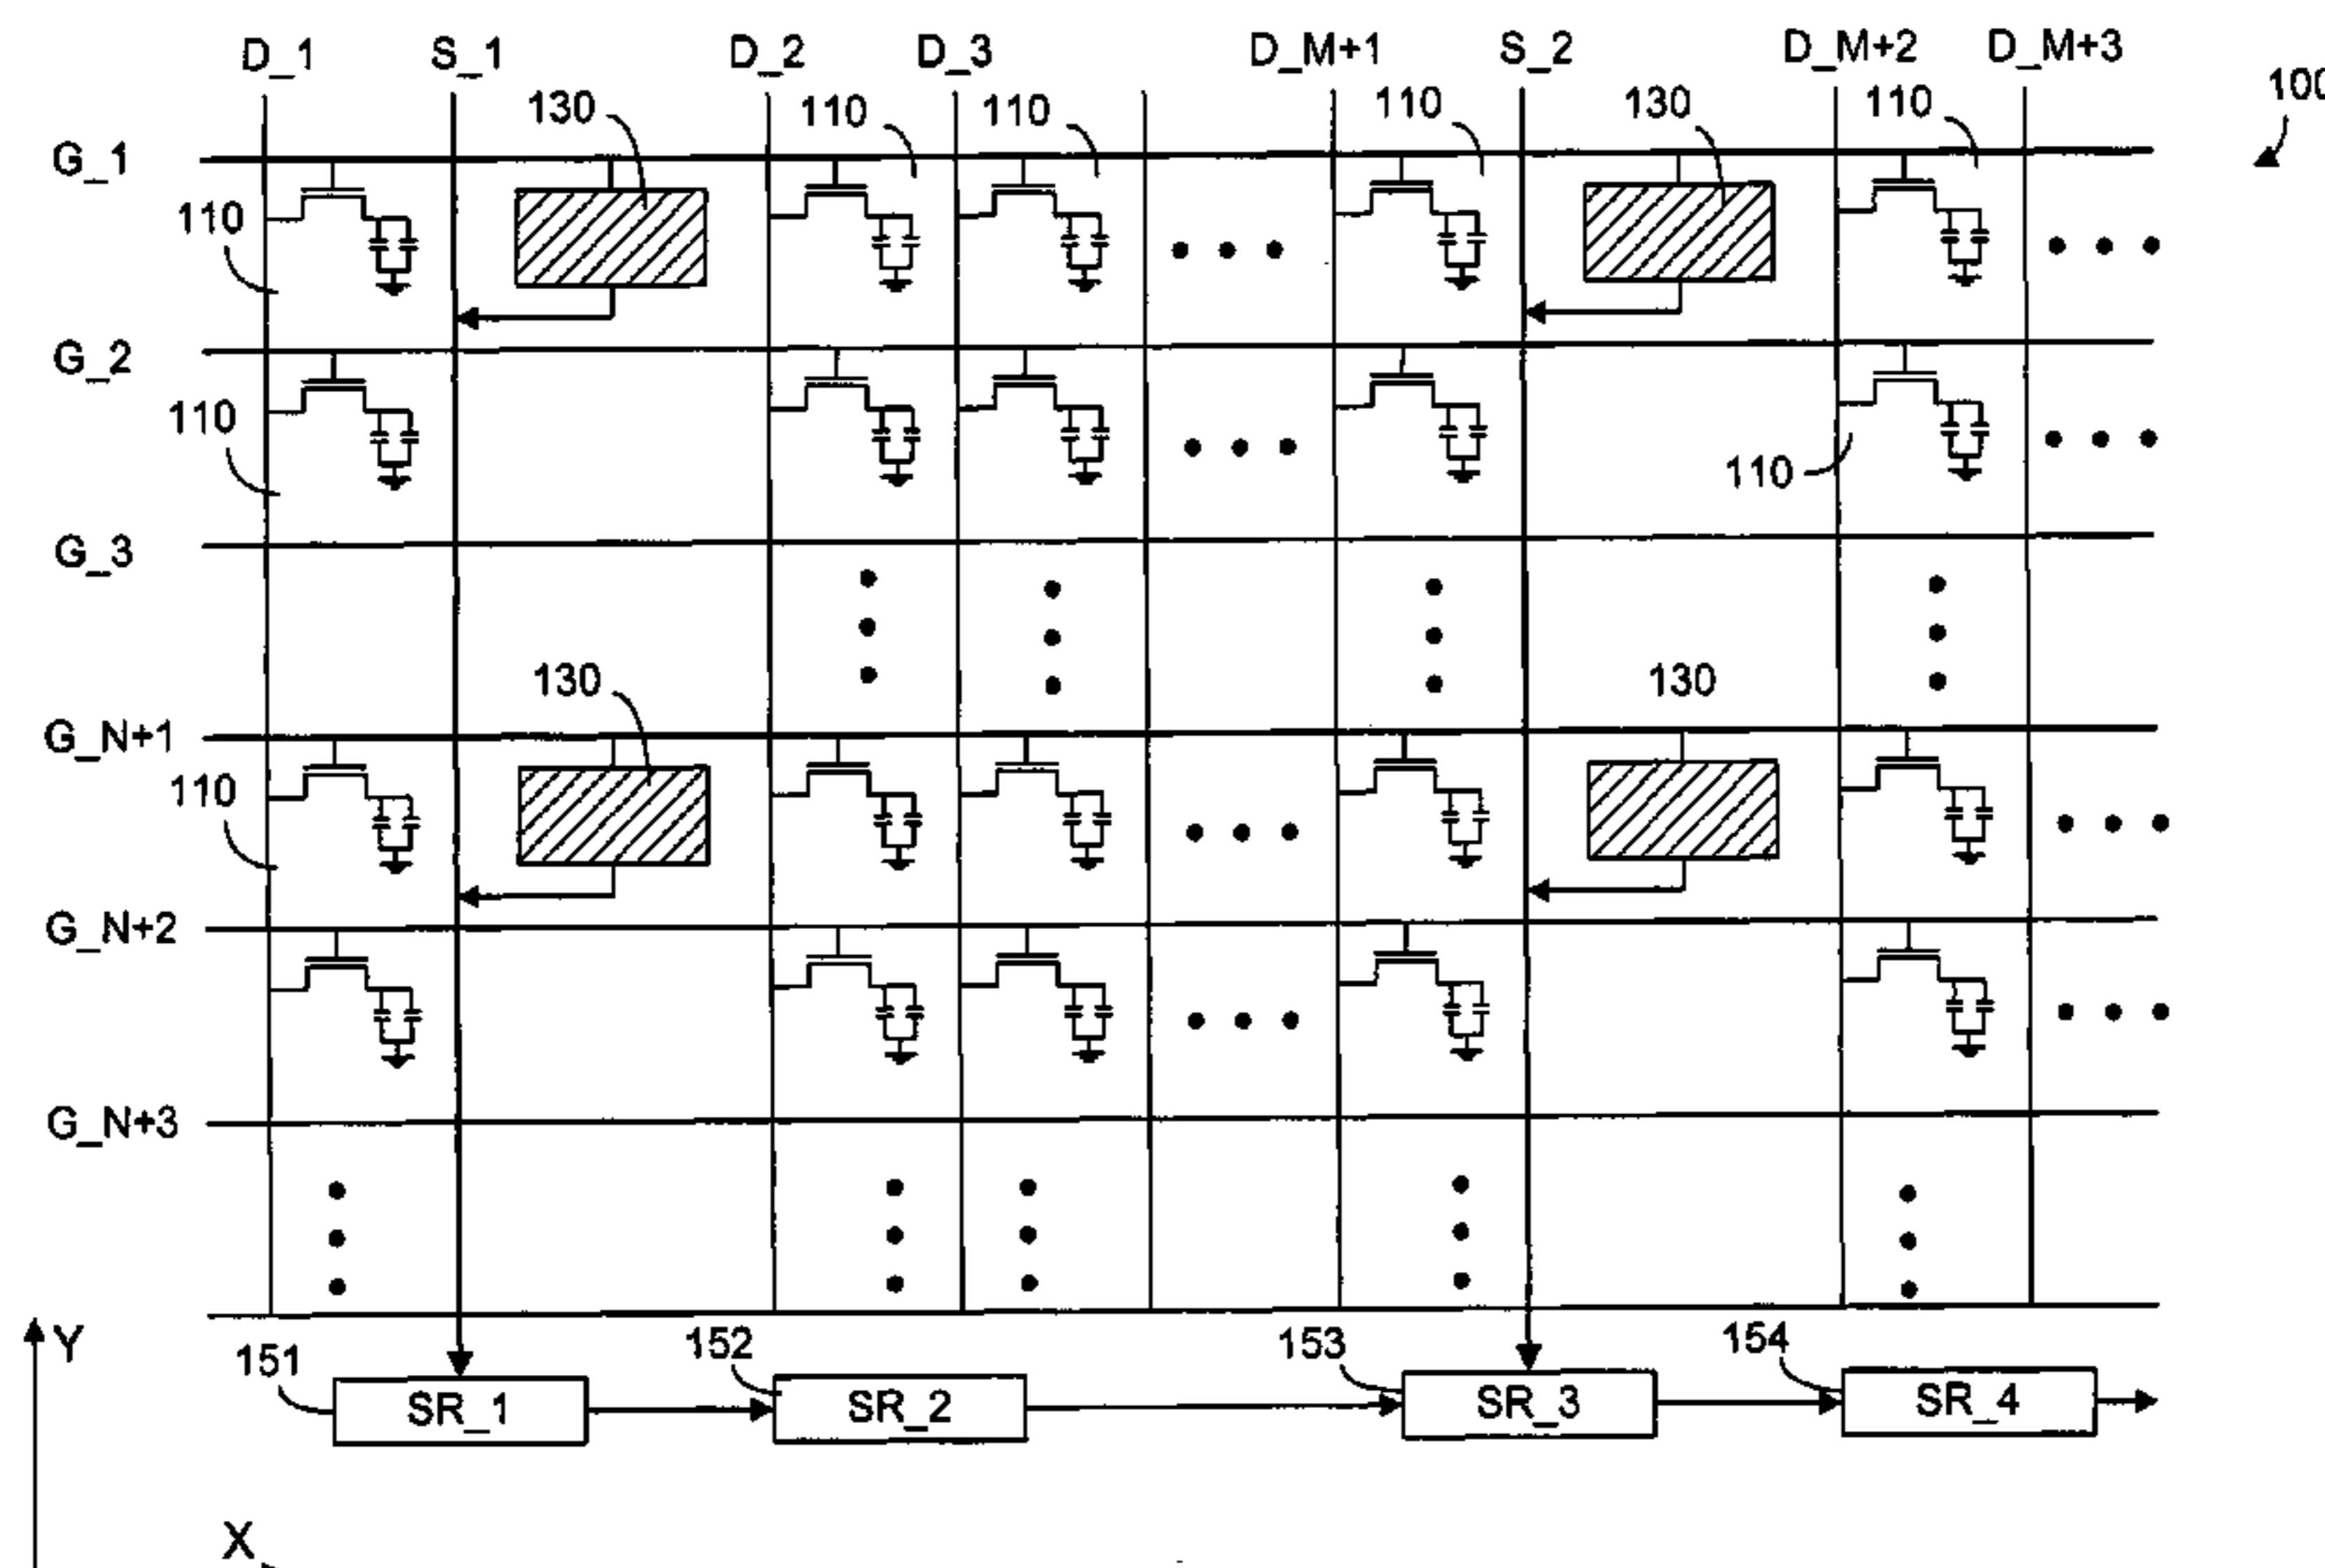 D_1 S_1 D_2 D_3 D_M+1 S_2 D_M+2 D_M+3
100
130 110 110 110 130 110
G_1
110
G_2
110
110
G_3
130 130
G_N+1
110
G_N+2
G_N+3
Y
151 152 153 154
SR_1 SR_2 SR_3 SR_4
X